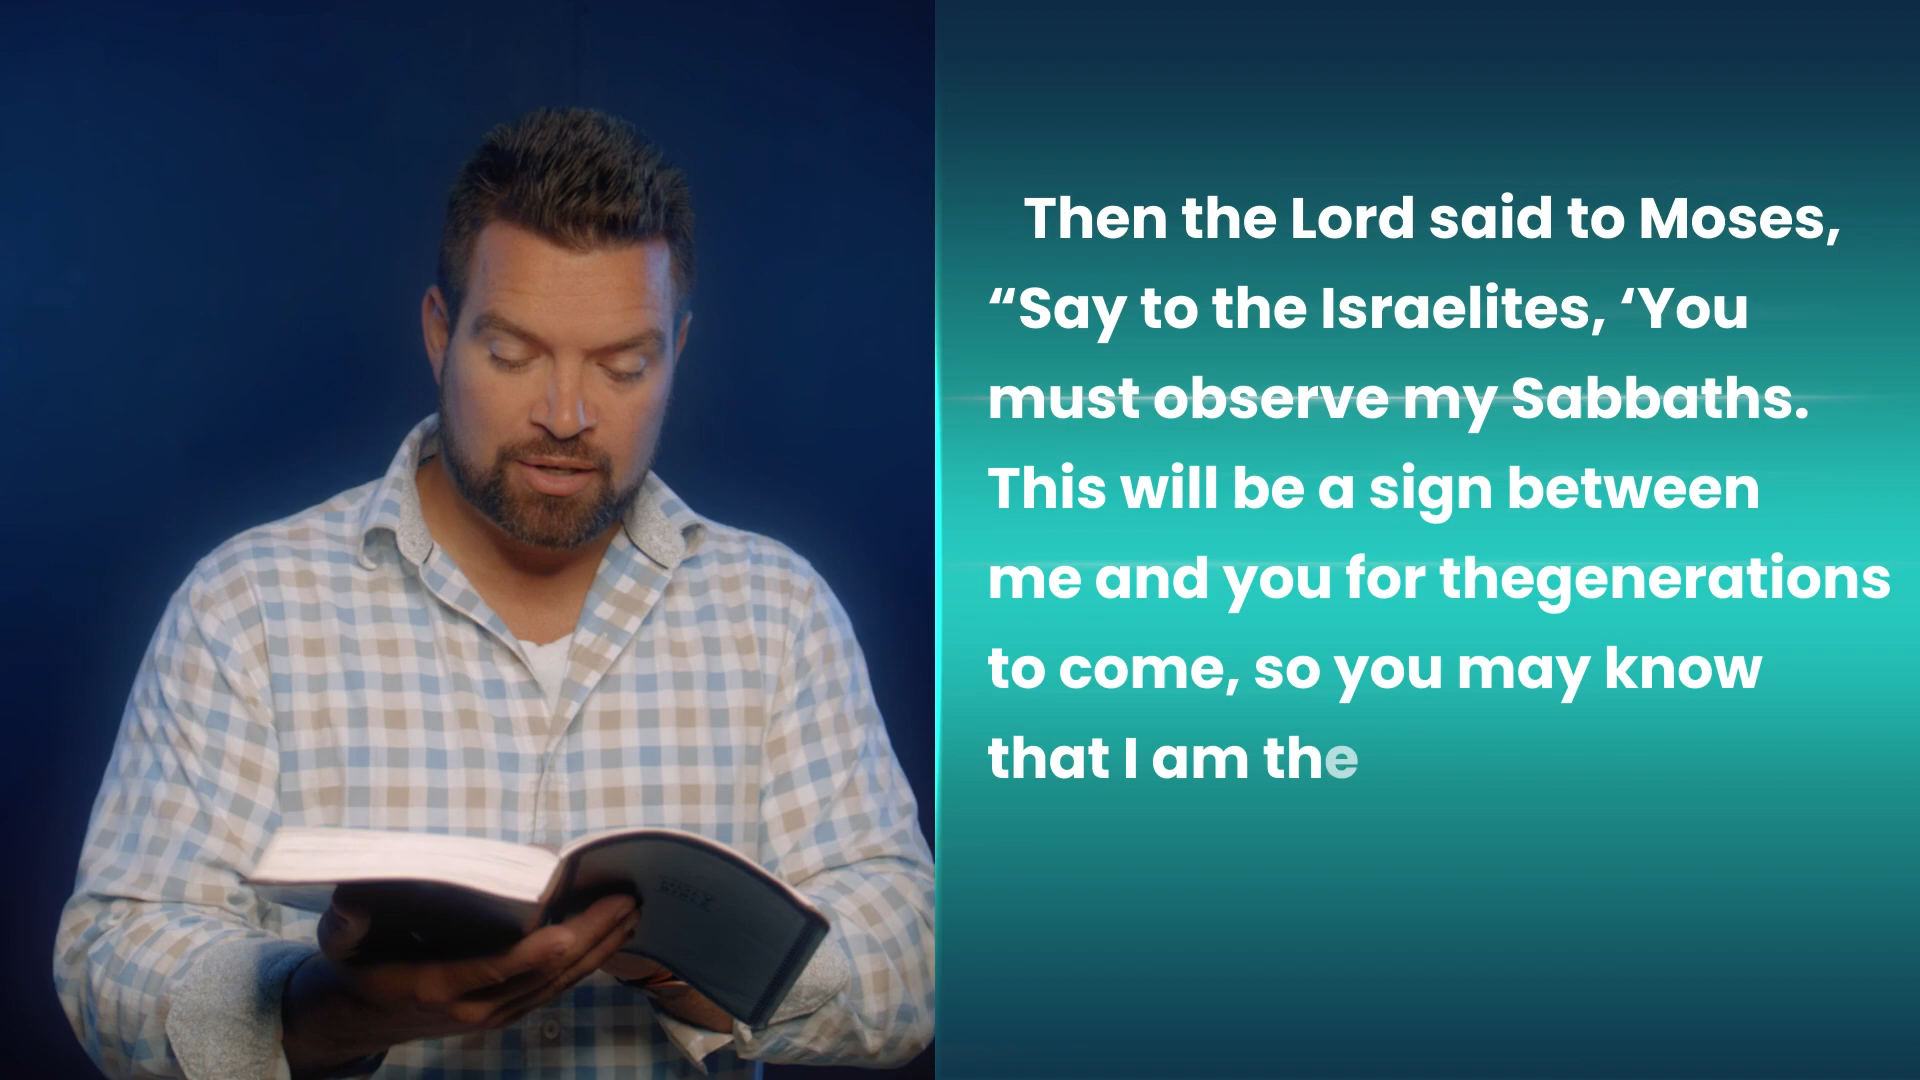 Then the Lord said to Moses,
“Say to the Israelites, ‘You
must observe my Sabbaths.
This will be a sign between
me and you for thegenerations
to come, so you may know
that I am the